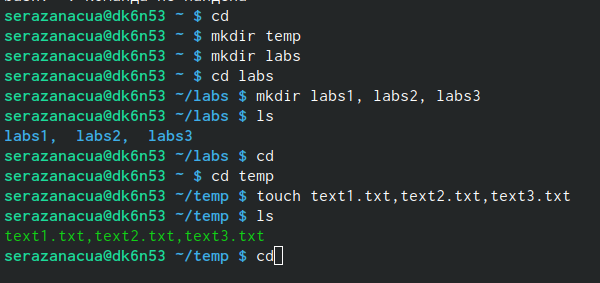 serazanacua@dk6n53 ~ $ cd
serazanacua@dk6n53 ~ $ mkdir temp
serazanacua@dk6n53 ~ $ mkdir labs
serazanacua@dk6n53 ~ $ cd labs
serazanacua@dk6n53 ~/labs $ mkdir labs1, labs2, labs3
serazanacua@dk6n53 ~/labs $ ls
labs1,  labs2,  labs3
serazanacua@dk6n53 ~/labs $ cd
serazanacua@dk6n53 ~ $ cd temp
serazanacua@dk6n53 ~/temp $ touch text1.txt,text2.txt,text3.txt
serazanacua@dk6n53 ~/temp $ ls
text1.txt,text2.txt,text3.txt
serazanacua@dk6n53 ~/temp $ cd